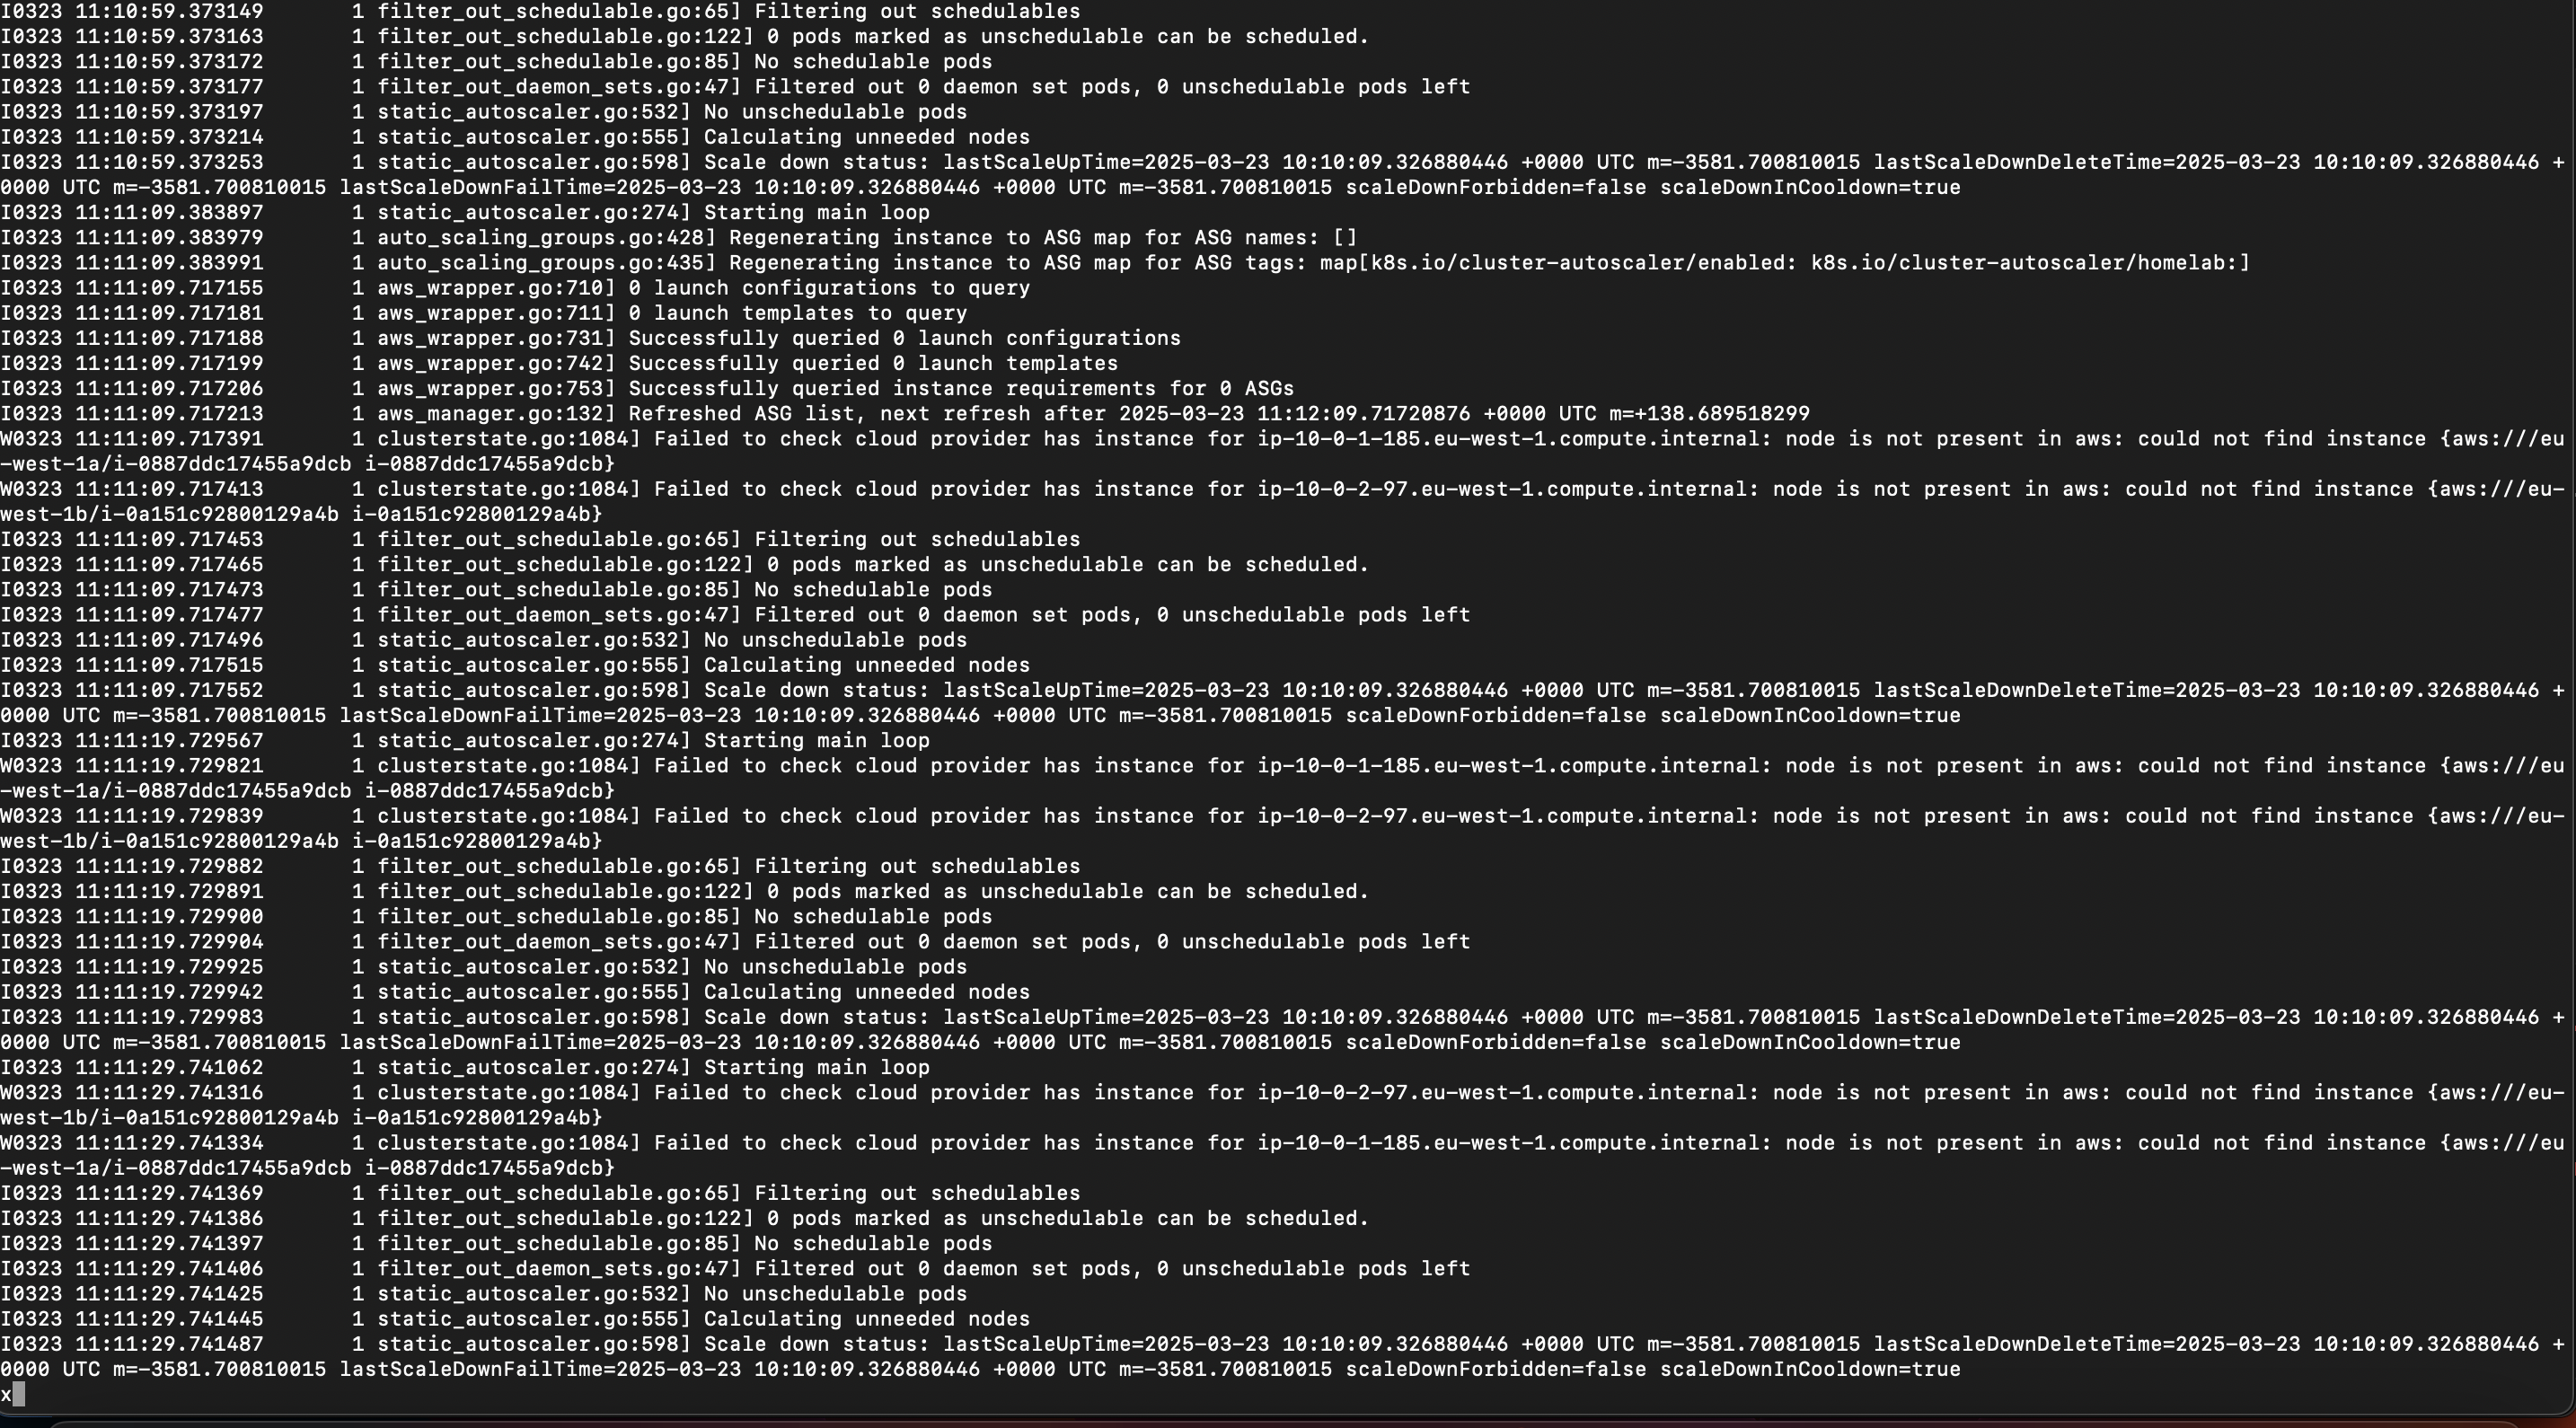 I0323 11:10:59.373149       1 filter_out_schedulable.go:65] Filtering out schedulables
I0323 11:10:59.373163       1 filter_out_schedulable.go:122] 0 pods marked as unschedulable can be scheduled.
I0323 11:10:59.373172       1 filter_out_schedulable.go:85] No schedulable pods
I0323 11:10:59.373177       1 filter_out_daemon_sets.go:47] Filtered out 0 daemon set pods, 0 unschedulable pods left
I0323 11:10:59.373197       1 static_autoscaler.go:532] No unschedulable pods
I0323 11:10:59.373214       1 static_autoscaler.go:555] Calculating unneeded nodes
I0323 11:10:59.373253       1 static_autoscaler.go:598] Scale down status: lastScaleUpTime=2025-03-23 10:10:09.326880446 +0000 UTC m=-3581.700810015 lastScaleDownDeleteTime=2025-03-23 10:10:09.326880446 +
0000 UTC m=-3581.700810015 lastScaleDownFailTime=2025-03-23 10:10:09.326880446 +0000 UTC m=-3581.700810015 scaleDownForbidden=false scaleDownInCooldown=true
I0323 11:11:09.383897       1 static_autoscaler.go:274] Starting main loop
I0323 11:11:09.383979       1 auto_scaling_groups.go:428] Regenerating instance to ASG map for ASG names: []
I0323 11:11:09.383991       1 auto_scaling_groups.go:435] Regenerating instance to ASG map for ASG tags: map[k8s.io/cluster-autoscaler/enabled: k8s.io/cluster-autoscaler/homelab:]
I0323 11:11:09.717155       1 aws_wrapper.go:710] 0 launch configurations to query
I0323 11:11:09.717181       1 aws_wrapper.go:711] 0 launch templates to query
I0323 11:11:09.717188       1 aws_wrapper.go:731] Successfully queried 0 launch configurations
I0323 11:11:09.717199       1 aws_wrapper.go:742] Successfully queried 0 launch templates
I0323 11:11:09.717206       1 aws_wrapper.go:753] Successfully queried instance requirements for 0 ASGs
I0323 11:11:09.717213       1 aws_manager.go:132] Refreshed ASG list, next refresh after 2025-03-23 11:12:09.71720876 +0000 UTC m=+138.689518299
W0323 11:11:09.717391       1 clusterstate.go:1084] Failed to check cloud provider has instance for ip-10-0-1-185.eu-west-1.compute.internal: node is not present in aws: could not find instance {aws:///eu
-west-1a/i-0887ddc17455a9dcb i-0887ddc17455a9dcb}
W0323 11:11:09.717413       1 clusterstate.go:1084] Failed to check cloud provider has instance for ip-10-0-2-97.eu-west-1.compute.internal: node is not present in aws: could not find instance {aws:///eu-
west-1b/i-0a151c92800129a4b i-0a151c92800129a4b}
I0323 11:11:09.717453       1 filter_out_schedulable.go:65] Filtering out schedulables
I0323 11:11:09.717465       1 filter_out_schedulable.go:122] 0 pods marked as unschedulable can be scheduled.
I0323 11:11:09.717473       1 filter_out_schedulable.go:85] No schedulable pods
I0323 11:11:09.717477       1 filter_out_daemon_sets.go:47] Filtered out 0 daemon set pods, 0 unschedulable pods left
I0323 11:11:09.717496       1 static_autoscaler.go:532] No unschedulable pods
I0323 11:11:09.717515       1 static_autoscaler.go:555] Calculating unneeded nodes
I0323 11:11:09.717552       1 static_autoscaler.go:598] Scale down status: lastScaleUpTime=2025-03-23 10:10:09.326880446 +0000 UTC m=-3581.700810015 lastScaleDownDeleteTime=2025-03-23 10:10:09.326880446 +
0000 UTC m=-3581.700810015 lastScaleDownFailTime=2025-03-23 10:10:09.326880446 +0000 UTC m=-3581.700810015 scaleDownForbidden=false scaleDownInCooldown=true
I0323 11:11:19.729567       1 static_autoscaler.go:274] Starting main loop
W0323 11:11:19.729821       1 clusterstate.go:1084] Failed to check cloud provider has instance for ip-10-0-1-185.eu-west-1.compute.internal: node is not present in aws: could not find instance {aws:///eu
-west-1a/i-0887ddc17455a9dcb i-0887ddc17455a9dcb}
W0323 11:11:19.729839       1 clusterstate.go:1084] Failed to check cloud provider has instance for ip-10-0-2-97.eu-west-1.compute.internal: node is not present in aws: could not find instance {aws:///eu-
west-1b/i-0a151c92800129a4b i-0a151c92800129a4b}
I0323 11:11:19.729882       1 filter_out_schedulable.go:65] Filtering out schedulables
I0323 11:11:19.729891       1 filter_out_schedulable.go:122] 0 pods marked as unschedulable can be scheduled.
I0323 11:11:19.729900       1 filter_out_schedulable.go:85] No schedulable pods
I0323 11:11:19.729904       1 filter_out_daemon_sets.go:47] Filtered out 0 daemon set pods, 0 unschedulable pods left
I0323 11:11:19.729925       1 static_autoscaler.go:532] No unschedulable pods
I0323 11:11:19.729942       1 static_autoscaler.go:555] Calculating unneeded nodes
I0323 11:11:19.729983       1 static_autoscaler.go:598] Scale down status: lastScaleUpTime=2025-03-23 10:10:09.326880446 +0000 UTC m=-3581.700810015 lastScaleDownDeleteTime=2025-03-23 10:10:09.326880446 +
0000 UTC m=-3581.700810015 lastScaleDownFailTime=2025-03-23 10:10:09.326880446 +0000 UTC m=-3581.700810015 scaleDownForbidden=false scaleDownInCooldown=true
I0323 11:11:29.741062       1 static_autoscaler.go:274] Starting main loop
W0323 11:11:29.741316       1 clusterstate.go:1084] Failed to check cloud provider has instance for ip-10-0-2-97.eu-west-1.compute.internal: node is not present in aws: could not find instance {aws:///eu-
west-1b/i-0a151c92800129a4b i-0a151c92800129a4b}
W0323 11:11:29.741334       1 clusterstate.go:1084] Failed to check cloud provider has instance for ip-10-0-1-185.eu-west-1.compute.internal: node is not present in aws: could not find instance {aws:///eu
-west-1a/i-0887ddc17455a9dcb i-0887ddc17455a9dcb}
I0323 11:11:29.741369       1 filter_out_schedulable.go:65] Filtering out schedulables
I0323 11:11:29.741386       1 filter_out_schedulable.go:122] 0 pods marked as unschedulable can be scheduled.
I0323 11:11:29.741397       1 filter_out_schedulable.go:85] No schedulable pods
I0323 11:11:29.741406       1 filter_out_daemon_sets.go:47] Filtered out 0 daemon set pods, 0 unschedulable pods left
I0323 11:11:29.741425       1 static_autoscaler.go:532] No unschedulable pods
I0323 11:11:29.741445       1 static_autoscaler.go:555] Calculating unneeded nodes
I0323 11:11:29.741487       1 static_autoscaler.go:598] Scale down status: lastScaleUpTime=2025-03-23 10:10:09.326880446 +0000 UTC m=-3581.700810015 lastScaleDownDeleteTime=2025-03-23 10:10:09.326880446 +
0000 UTC m=-3581.700810015 lastScaleDownFailTime=2025-03-23 10:10:09.326880446 +0000 UTC m=-3581.700810015 scaleDownForbidden=false scaleDownInCooldown=true
x